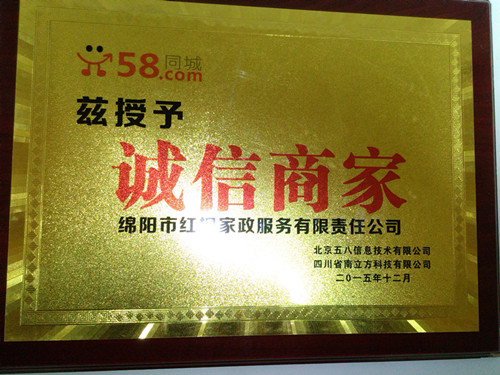 58同城
.com
兹授予
诚信商家
绵阳市红 家政服务有限责任公司
北京五八信息技术有限公司
四川省南立方科技有限公司
二0一五年十二月